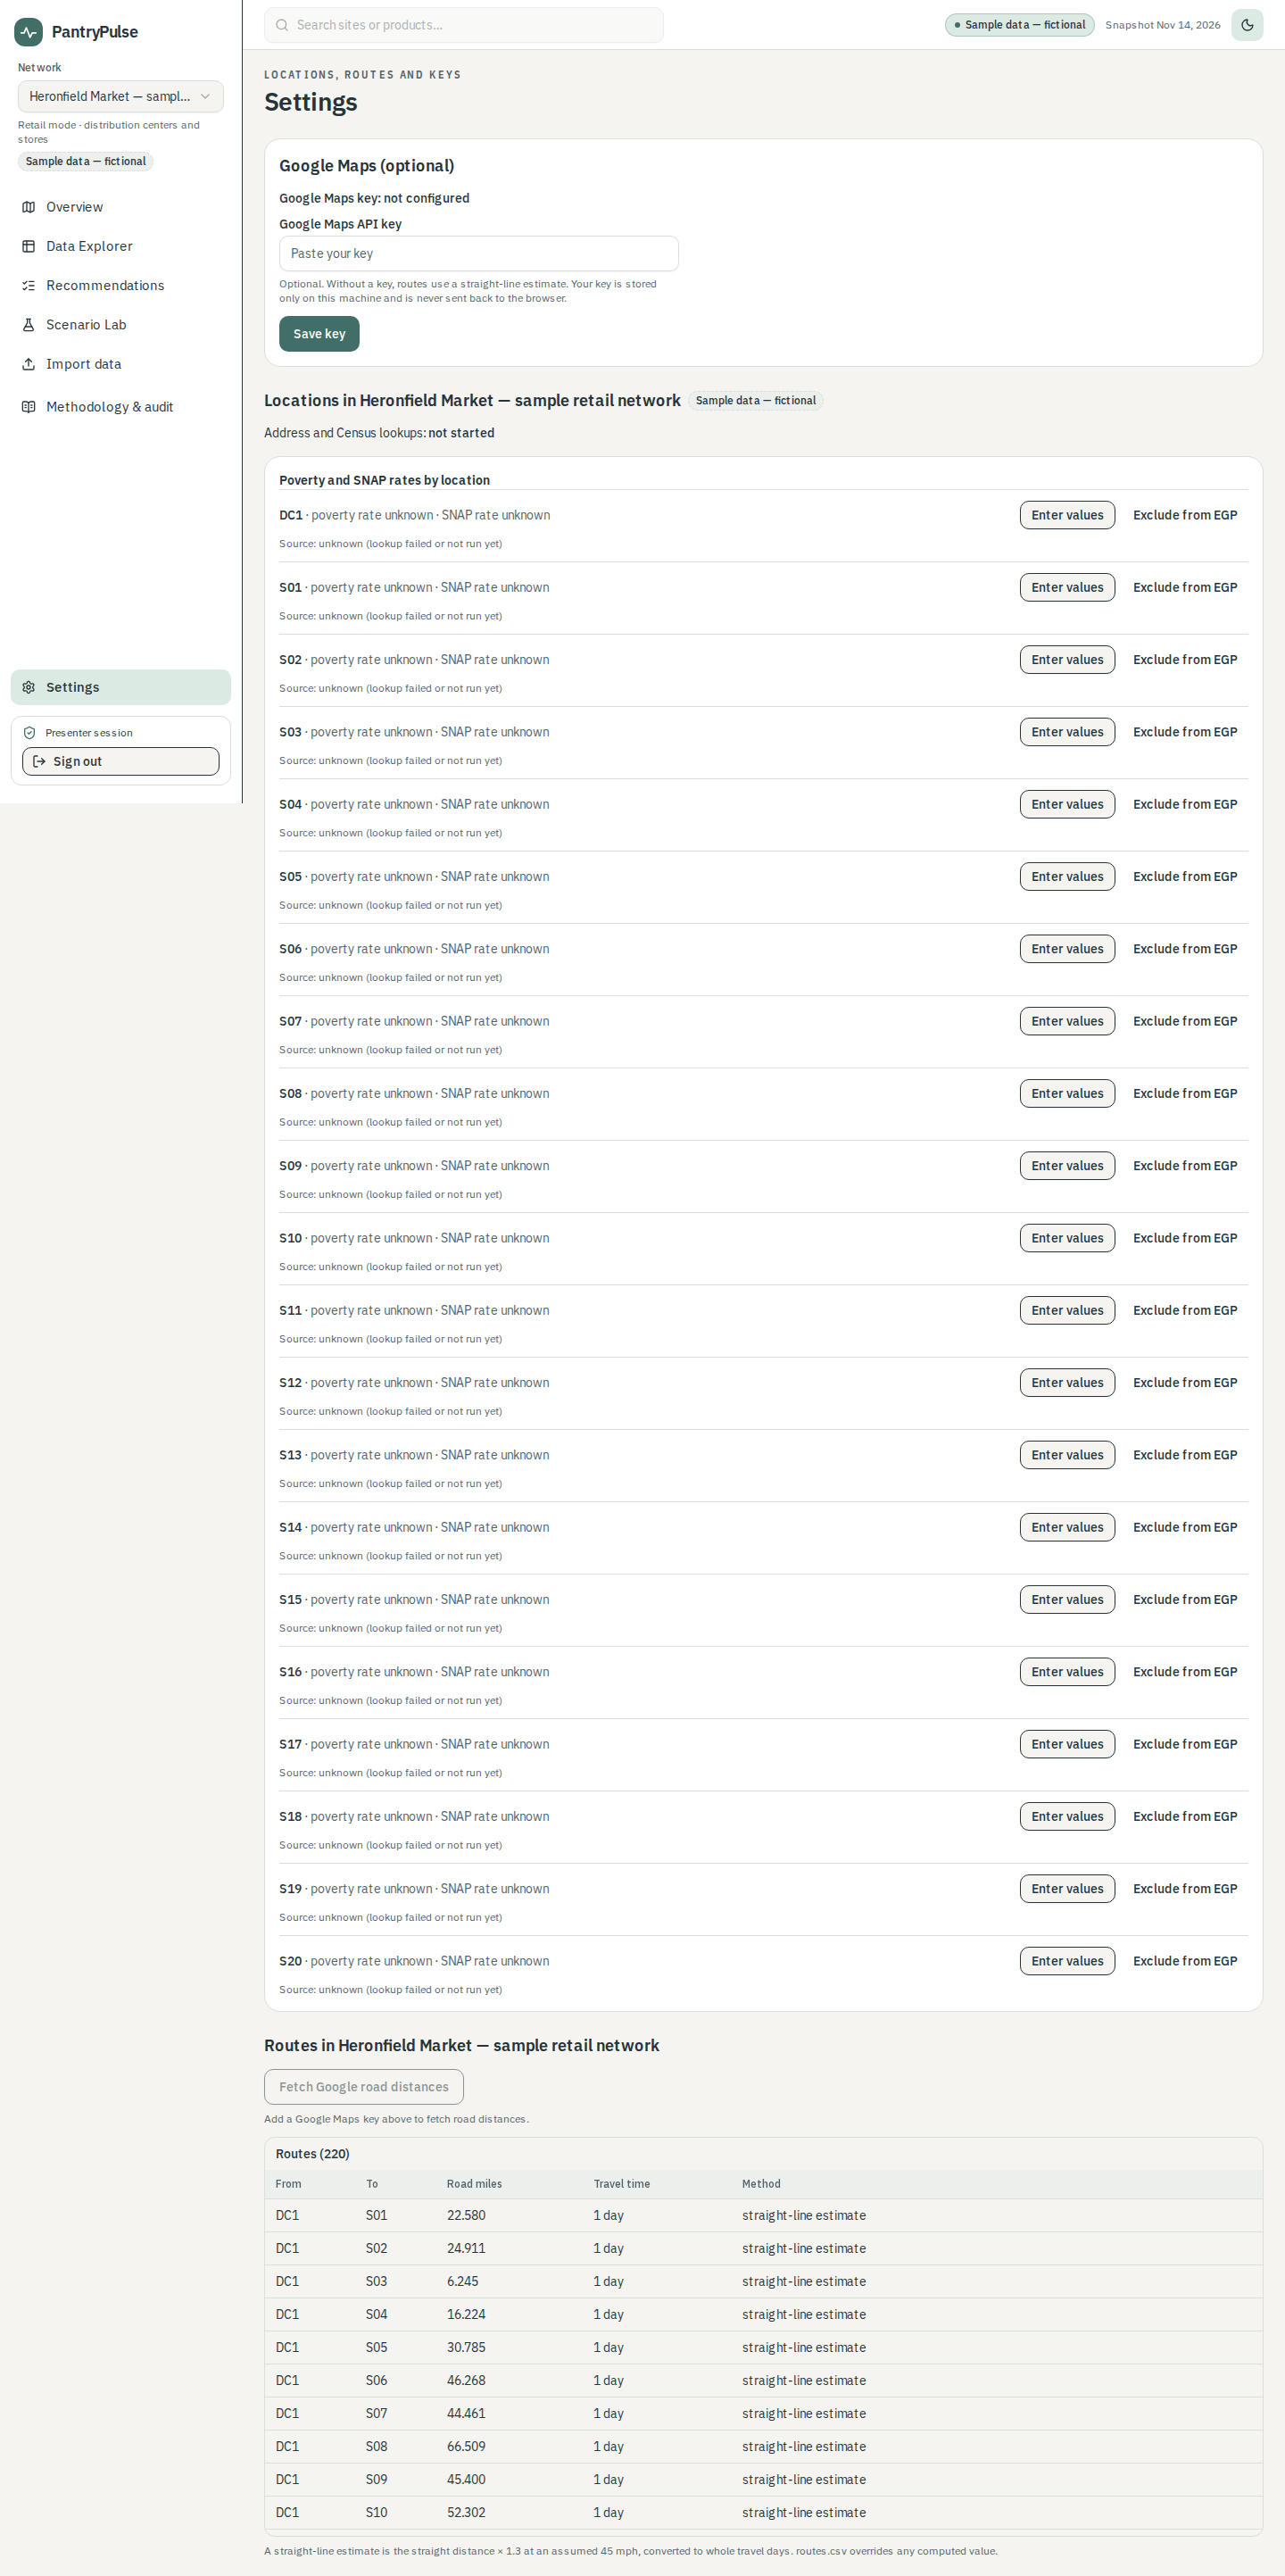 PantryPulse
Network
Heronfield Market — sampl...
Retail mode · distribution centers and
stores
Sample data — fictional
Overview
Data Explorer
Recommendations
Scenario Lab
Import data
Methodology & audit
Settings
Presenter session
Sign out
Search sites or products...
Sample data — fictional
Snapshot Nov 14, 2026
LOCATIONS, ROUTES AND KEYS
Settings
Google Maps (optional)
Google Maps key: not configured
Google Maps API key
Paste your key
Optional. Without a key, routes use a straight-line estimate. Your key is stored
only on this machine and is never sent back to the browser.
Save key
Locations in Heronfield Market — sample retail network Sample data — fictional
Address and Census lookups: not started
Poverty and SNAP rates by location
DC1 · poverty rate unknown · SNAP rate unknown Enter values Exclude from EGP
Source: unknown (lookup failed or not run yet)
S01 · poverty rate unknown · SNAP rate unknown Enter values Exclude from EGP
Source: unknown (lookup failed or not run yet)
S02 · poverty rate unknown · SNAP rate unknown Enter values Exclude from EGP
Source: unknown (lookup failed or not run yet)
S03 · poverty rate unknown · SNAP rate unknown Enter values Exclude from EGP
Source: unknown (lookup failed or not run yet)
S04 · poverty rate unknown · SNAP rate unknown Enter values Exclude from EGP
Source: unknown (lookup failed or not run yet)
S05 · poverty rate unknown · SNAP rate unknown Enter values Exclude from EGP
Source: unknown (lookup failed or not run yet)
S06 · poverty rate unknown · SNAP rate unknown Enter values Exclude from EGP
Source: unknown (lookup failed or not run yet)
S07 · poverty rate unknown · SNAP rate unknown Enter values Exclude from EGP
Source: unknown (lookup failed or not run yet)
S08 · poverty rate unknown · SNAP rate unknown Enter values Exclude from EGP
Source: unknown (lookup failed or not run yet)
S09 · poverty rate unknown · SNAP rate unknown Enter values Exclude from EGP
Source: unknown (lookup failed or not run yet)
S10 · poverty rate unknown · SNAP rate unknown Enter values Exclude from EGP
Source: unknown (lookup failed or not run yet)
S11 · poverty rate unknown · SNAP rate unknown Enter values Exclude from EGP
Source: unknown (lookup failed or not run yet)
S12 · poverty rate unknown · SNAP rate unknown Enter values Exclude from EGP
Source: unknown (lookup failed or not run yet)
S13 · poverty rate unknown · SNAP rate unknown Enter values Exclude from EGP
Source: unknown (lookup failed or not run yet)
S14 · poverty rate unknown · SNAP rate unknown Enter values Exclude from EGP
Source: unknown (lookup failed or not run yet)
S15 · poverty rate unknown · SNAP rate unknown Enter values Exclude from EGP
Source: unknown (lookup failed or not run yet)
S16 · poverty rate unknown · SNAP rate unknown Enter values Exclude from EGP
Source: unknown (lookup failed or not run yet)
S17 · poverty rate unknown · SNAP rate unknown Enter values Exclude from EGP
Source: unknown (lookup failed or not run yet)
S18 · poverty rate unknown · SNAP rate unknown Enter values Exclude from EGP
Source: unknown (lookup failed or not run yet)
S19 · poverty rate unknown · SNAP rate unknown Enter values Exclude from EGP
Source: unknown (lookup failed or not run yet)
S20 · poverty rate unknown · SNAP rate unknown Enter values Exclude from EGP
Source: unknown (lookup failed or not run yet)
Routes in Heronfield Market — sample retail network
Fetch Google road distances
Add a Google Maps key above to fetch road distances.
Routes (220)
From To Road miles Travel time Method
DC1 S01 22.580 1 day straight-line estimate
DC1 S02 24.911 1 day straight-line estimate
DC1 S03 6.245 1 day straight-line estimate
DC1 S04 16.224 1 day straight-line estimate
DC1 S05 30.785 1 day straight-line estimate
DC1 S06 46.268 1 day straight-line estimate
DC1 S07 44.461 1 day straight-line estimate
DC1 S08 66.509 1 day straight-line estimate
DC1 S09 45.400 1 day straight-line estimate
DC1 S10 52.302 1 day straight-line estimate
A straight-line estimate is the straight distance × 1.3 at an assumed 45 mph, converted to whole travel days. routes.csv overrides any computed value.